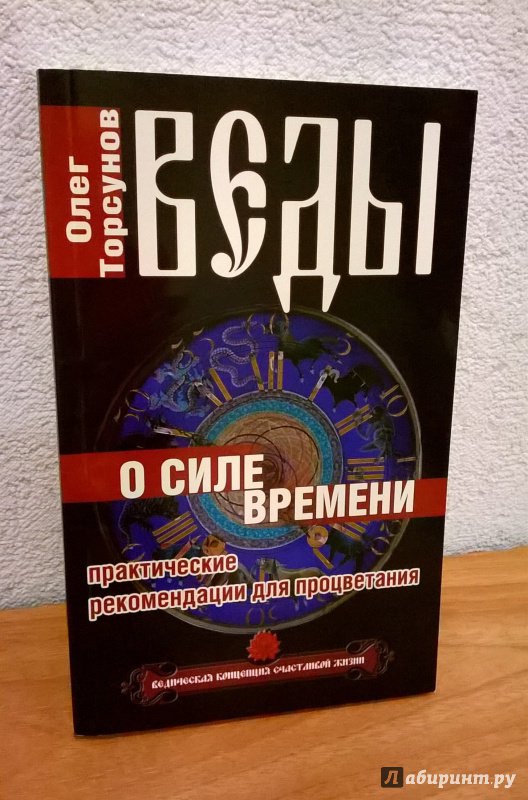 Олег
Торсунов
ВЕДЫ
О СИЛЕ
ВРЕМЕНИ
практические
рекомендации для процветания
ВЕДИЧЕСКАЯ КОНЦЕПЦИЯ СЧАСТЛИВОЙ ЖИЗНИ
Лабиринт.ру